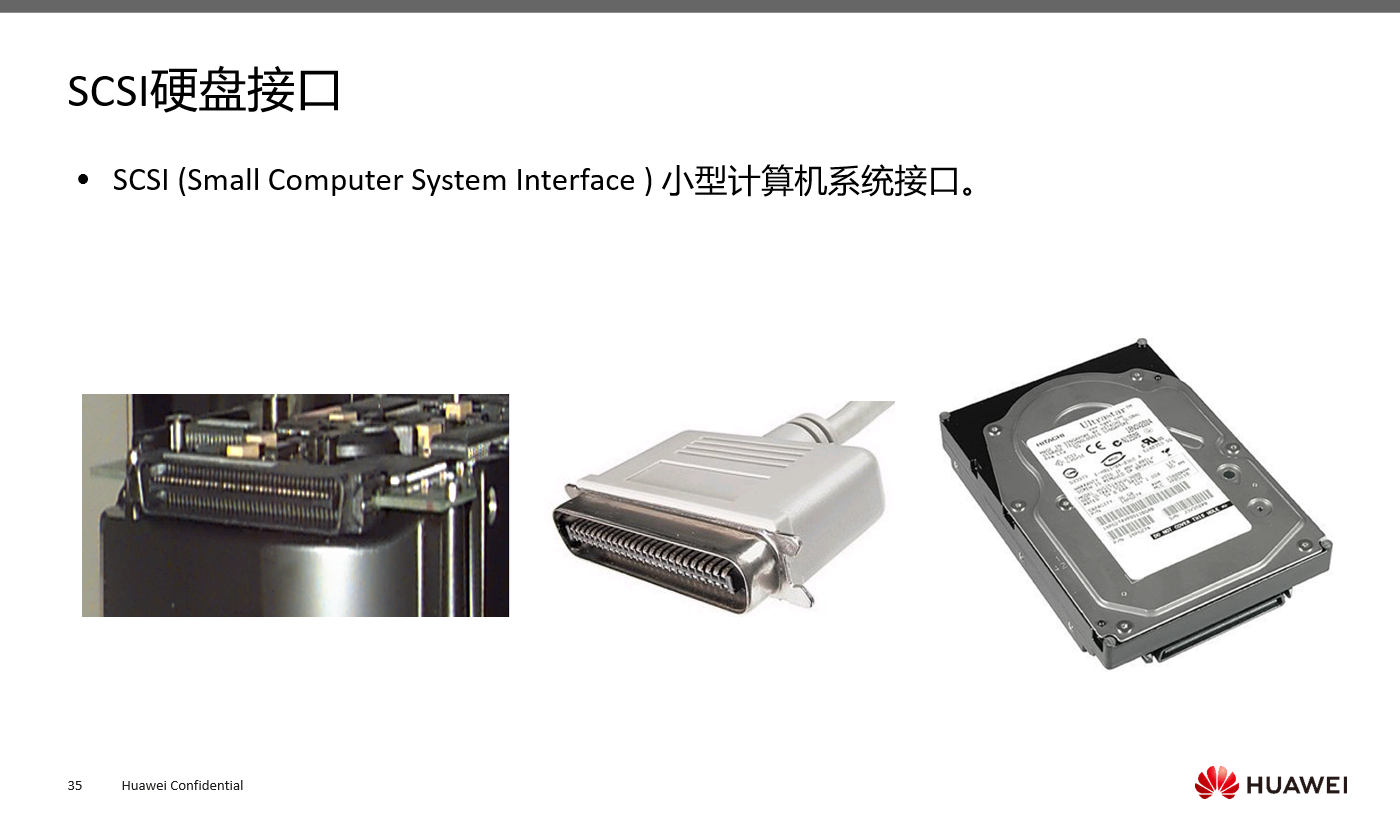 SCSI硬盘接口
• SCSI (Small Computer System Interface ) 小型计算机系统接口。
HITACHI
Ultrastar
DO NOT COVER THIS HOLE
35 Huawei Confidential
HUAWEI